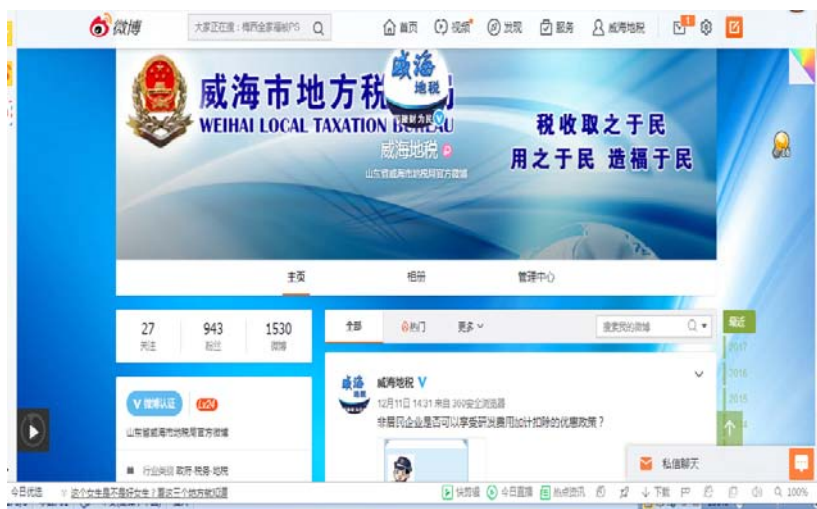 微博
大家正在搜：梅西全家福被PS
首页
视频
发现
服务
威海地税
1
威海市地方税
WEIHAI LOCAL TAXATION BUREAU
威海
地税
威海地税
山东省威海市地税局官方微博
税收取之于民
用之于民 造福于民
主页
相册
管理中心
27
943
1530
关注
粉丝
微博
全部
热门
更多
搜索我的微博
最近
2017
2016
2015
微博认证
Lv24
山东省威海市地税局官方微博
行业类别 政府-税务-地税
威海地税
12月11日 14:31 来自 360安全浏览器
非居民企业是否可以享受研发费用加计扣除的优惠政策？
私信聊天
今日优选
这个女生是不是好女生？看这三个地方就知道
快剪辑
今日直播
热点资讯
下载
100%